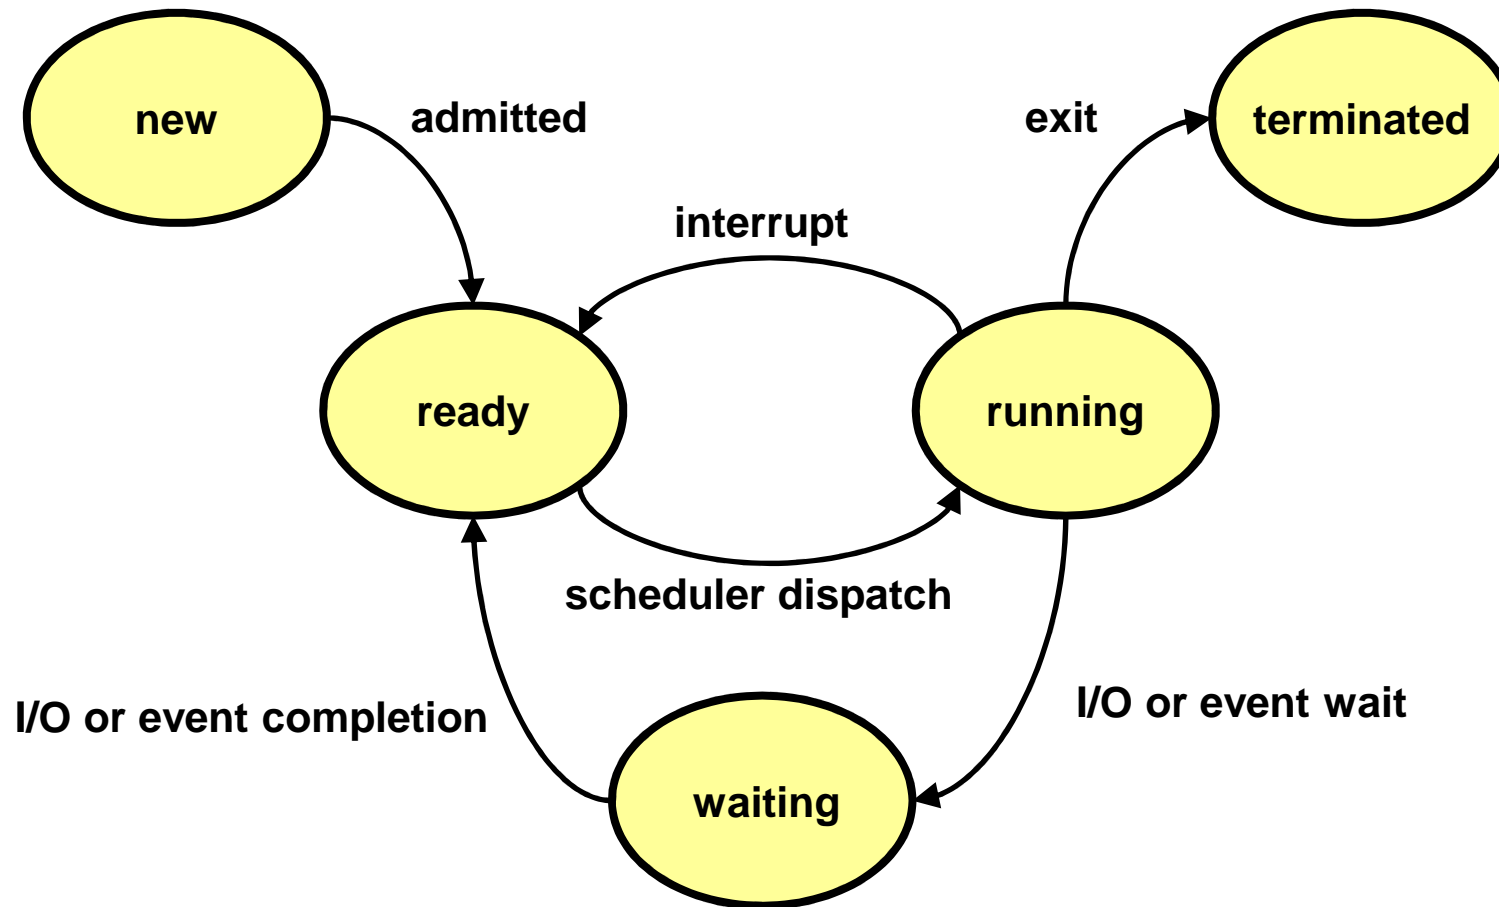 new
admitted
exit
terminated
interrupt
ready
running
scheduler dispatch
I/O or event completion
I/O or event wait
waiting